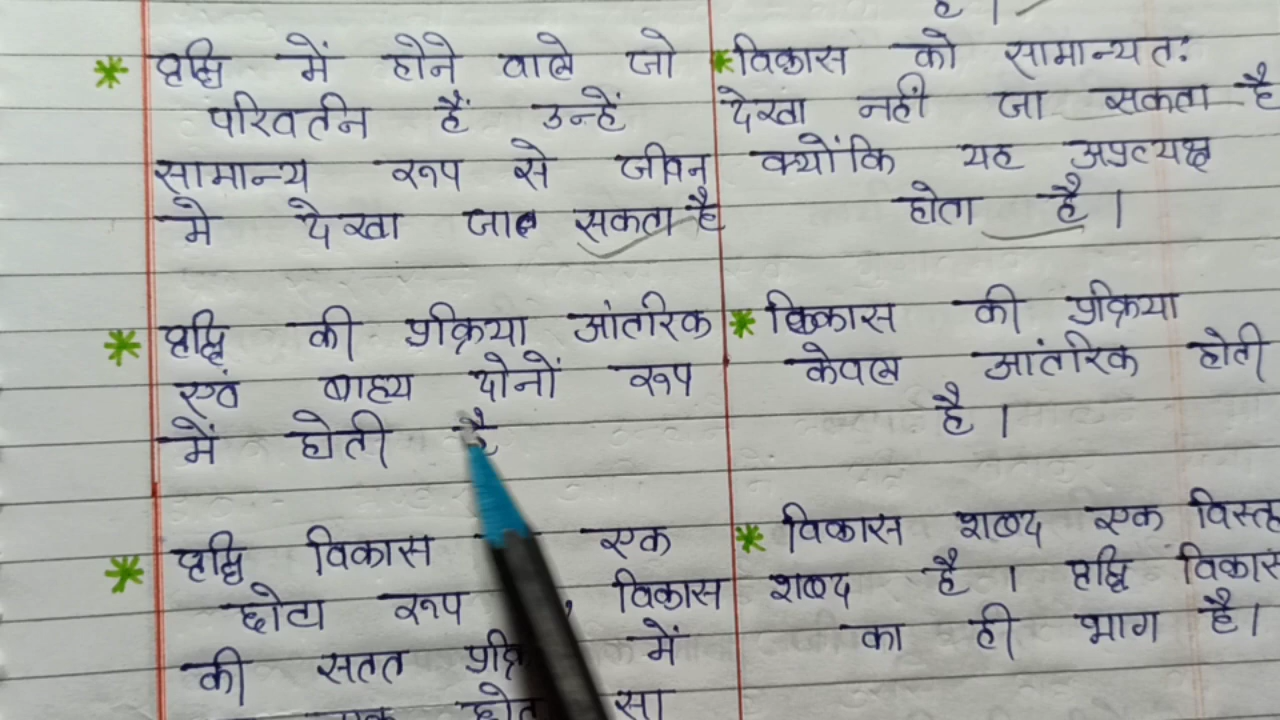 है।
* वृद्धि में होने वाले जो
परिवर्तन हैं उन्हें
सामान्य रूप से जीवन
मे देखा जा सकता है
* वृद्धि की प्रक्रिया आंतरिक
एवं बाह्य दोनों रूप
में होती है
* वृद्धि विकास एक
छोटा रूप , विकास
की सतत में
सा
* विकास को सामान्यत:
देखा नही जा सकता है
क्योंकि यह अप्रत्यक्ष
होता है।
* विकास की प्रक्रिया
केवल आंतरिक होती
है।
* विकास शब्द एक
शब्द है । वृद्धि विकास
का ही भाग है।